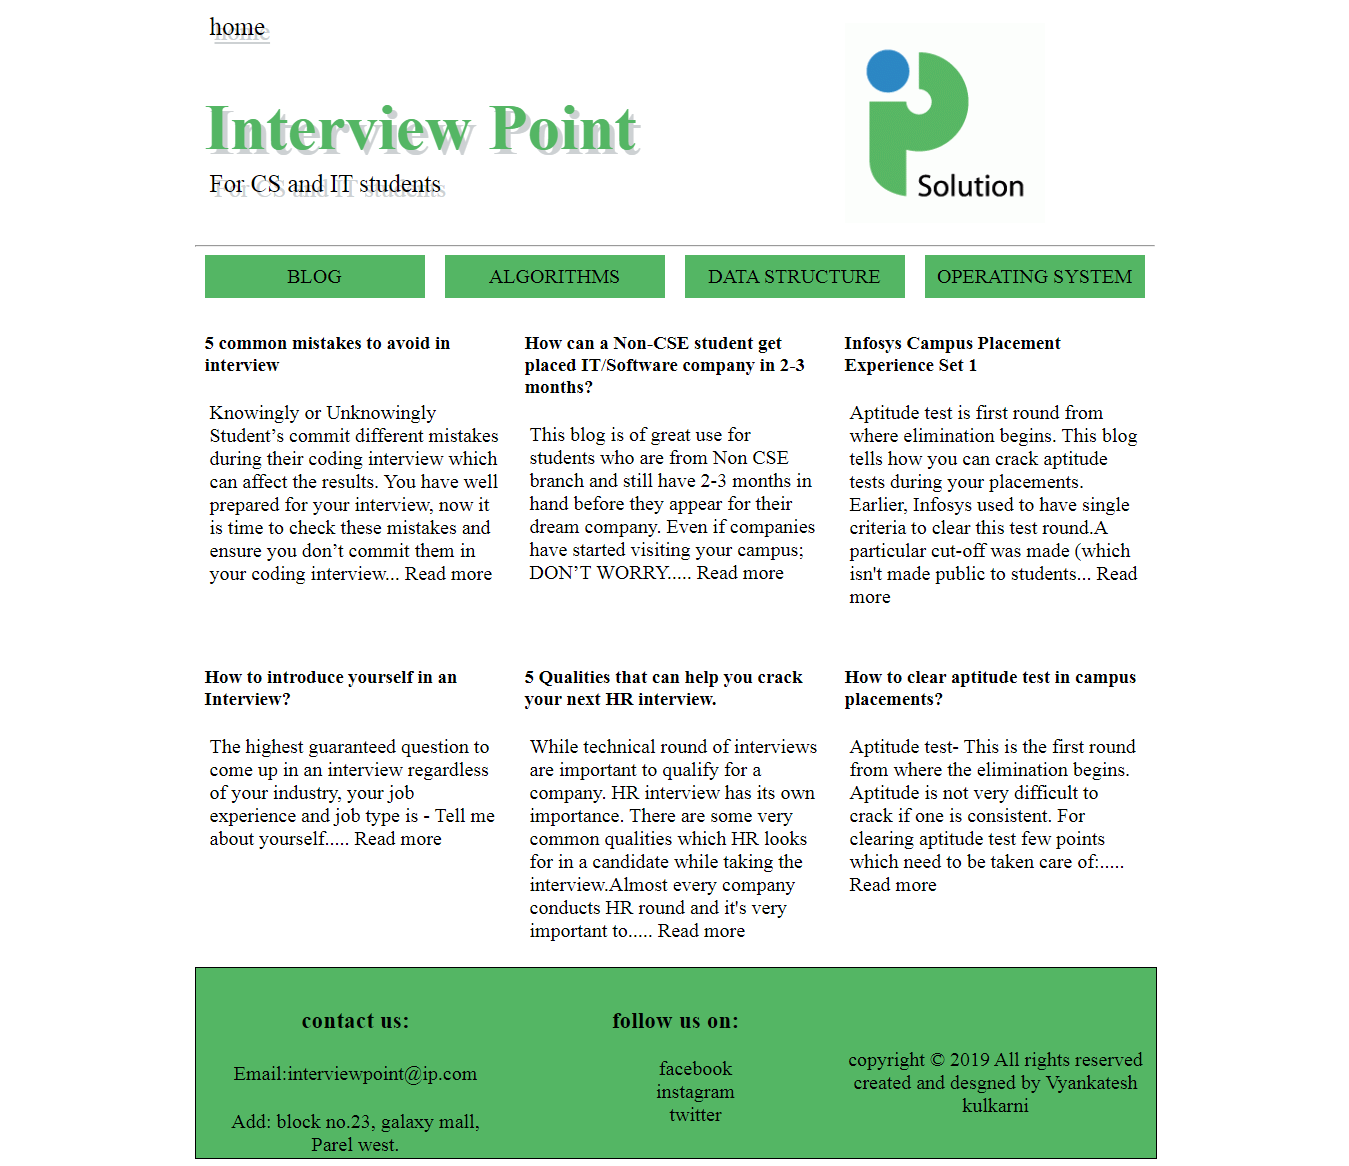 home
Interview Point
For CS and IT students
Solution
BLOG
ALGORITHMS
DATA STRUCTURE
OPERATING SYSTEM
5 common mistakes to avoid in
interview
Knowingly or Unknowingly
Student’s commit different mistakes
during their coding interview which
can affect the results. You have well
prepared for your interview, now it
is time to check these mistakes and
ensure you don’t commit them in
your coding interview... Read more
How can a Non-CSE student get
placed IT/Software company in 2-3
months?
This blog is of great use for
students who are from Non CSE
branch and still have 2-3 months in
hand before they appear for their
dream company. Even if companies
have started visiting your campus;
DON’T WORRY..... Read more
Infosys Campus Placement
Experience Set 1
Aptitude test is first round from
where elimination begins. This blog
tells how you can crack aptitude
tests during your placements.
Earlier, Infosys used to have single
criteria to clear this test round.A
particular cut-off was made (which
isn't made public to students... Read
more
How to introduce yourself in an
Interview?
The highest guaranteed question to
come up in an interview regardless
of your industry, your job
experience and job type is - Tell me
about yourself..... Read more
5 Qualities that can help you crack
your next HR interview.
While technical round of interviews
are important to qualify for a
company. HR interview has its own
importance. There are some very
common qualities which HR looks
for in a candidate while taking the
interview.Almost every company
conducts HR round and it's very
important to..... Read more
How to clear aptitude test in campus
placements?
Aptitude test- This is the first round
from where the elimination begins.
Aptitude is not very difficult to
crack if one is consistent. For
clearing aptitude test few points
which need to be taken care of:.....
Read more
contact us:
Email:interviewpoint@ip.com
Add: block no.23, galaxy mall,
Parel west.
follow us on:
facebook
instagram
twitter
copyright © 2019 All rights reserved
created and desgned by Vyankatesh
kulkarni